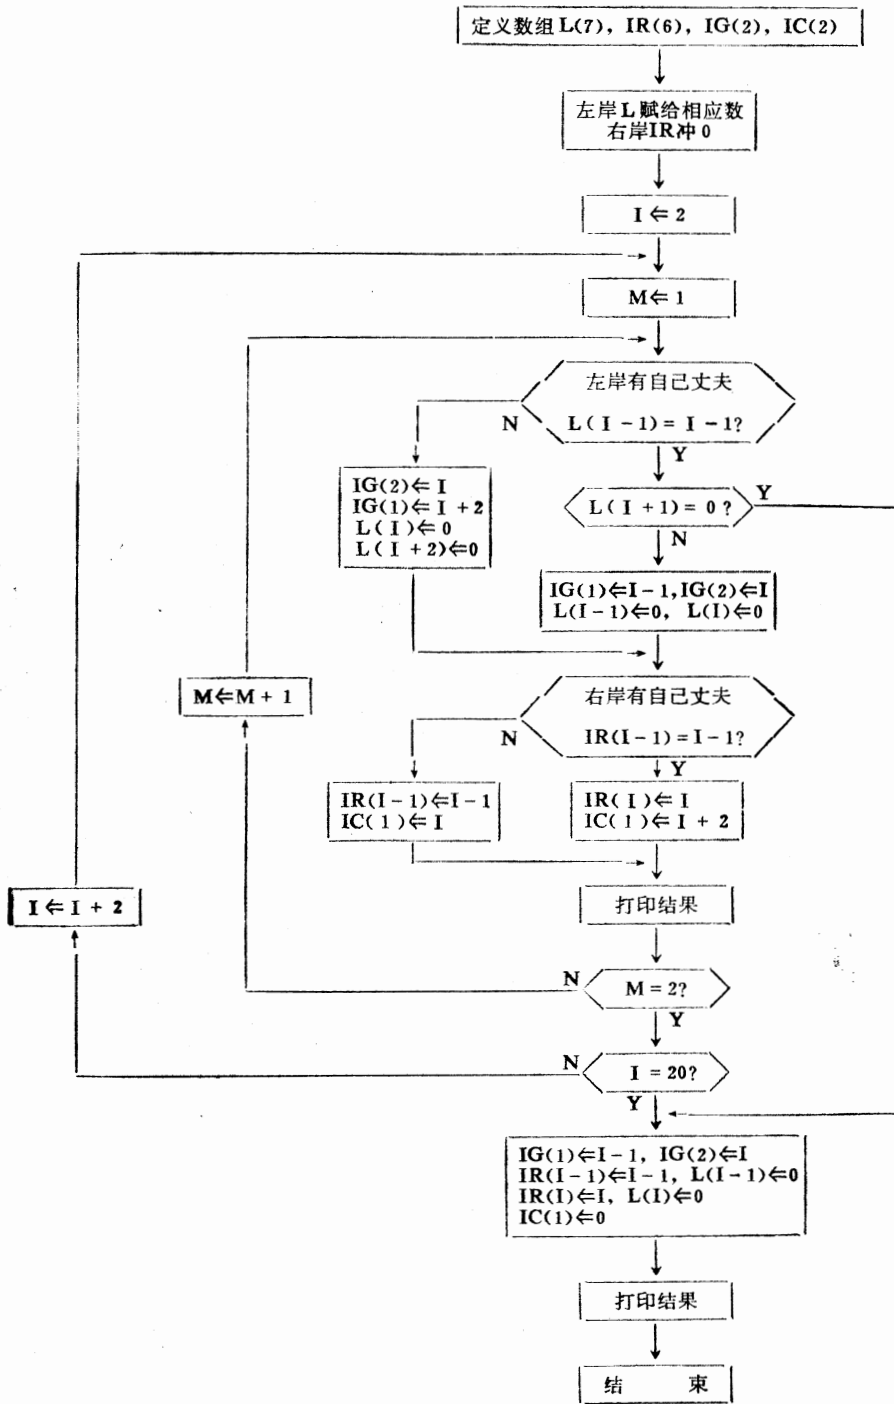 定义数组L(7), IR(6), IG(2), IC(2)
左岸L赋给相应数
右岸IR冲0
I⇐2
M⇐1
左岸有自己丈夫
L(I-1)=I-1?
N
Y
IG(2)⇐I
IG(1)⇐I+2
L(I)⇐0
L(I+2)⇐0
L(I+1)=0?
Y
N
IG(1)⇐I-1,IG(2)⇐I
L(I-1)⇐0, L(I)⇐0
M⇐M+1
右岸有自己丈夫
IR(I-1)=I-1?
N
Y
IR(I-1)⇐I-1
IC(1)⇐I
IR(I)⇐I
IC(1)⇐I+2
I⇐I+2
打印结果
N
M=2?
Y
N
I=20?
Y
IG(1)⇐I-1, IG(2)⇐I
IR(I-1)⇐I-1, L(I-1)⇐0
IR(I)⇐I, L(I)⇐0
IC(1)⇐0
打印结果
结 束